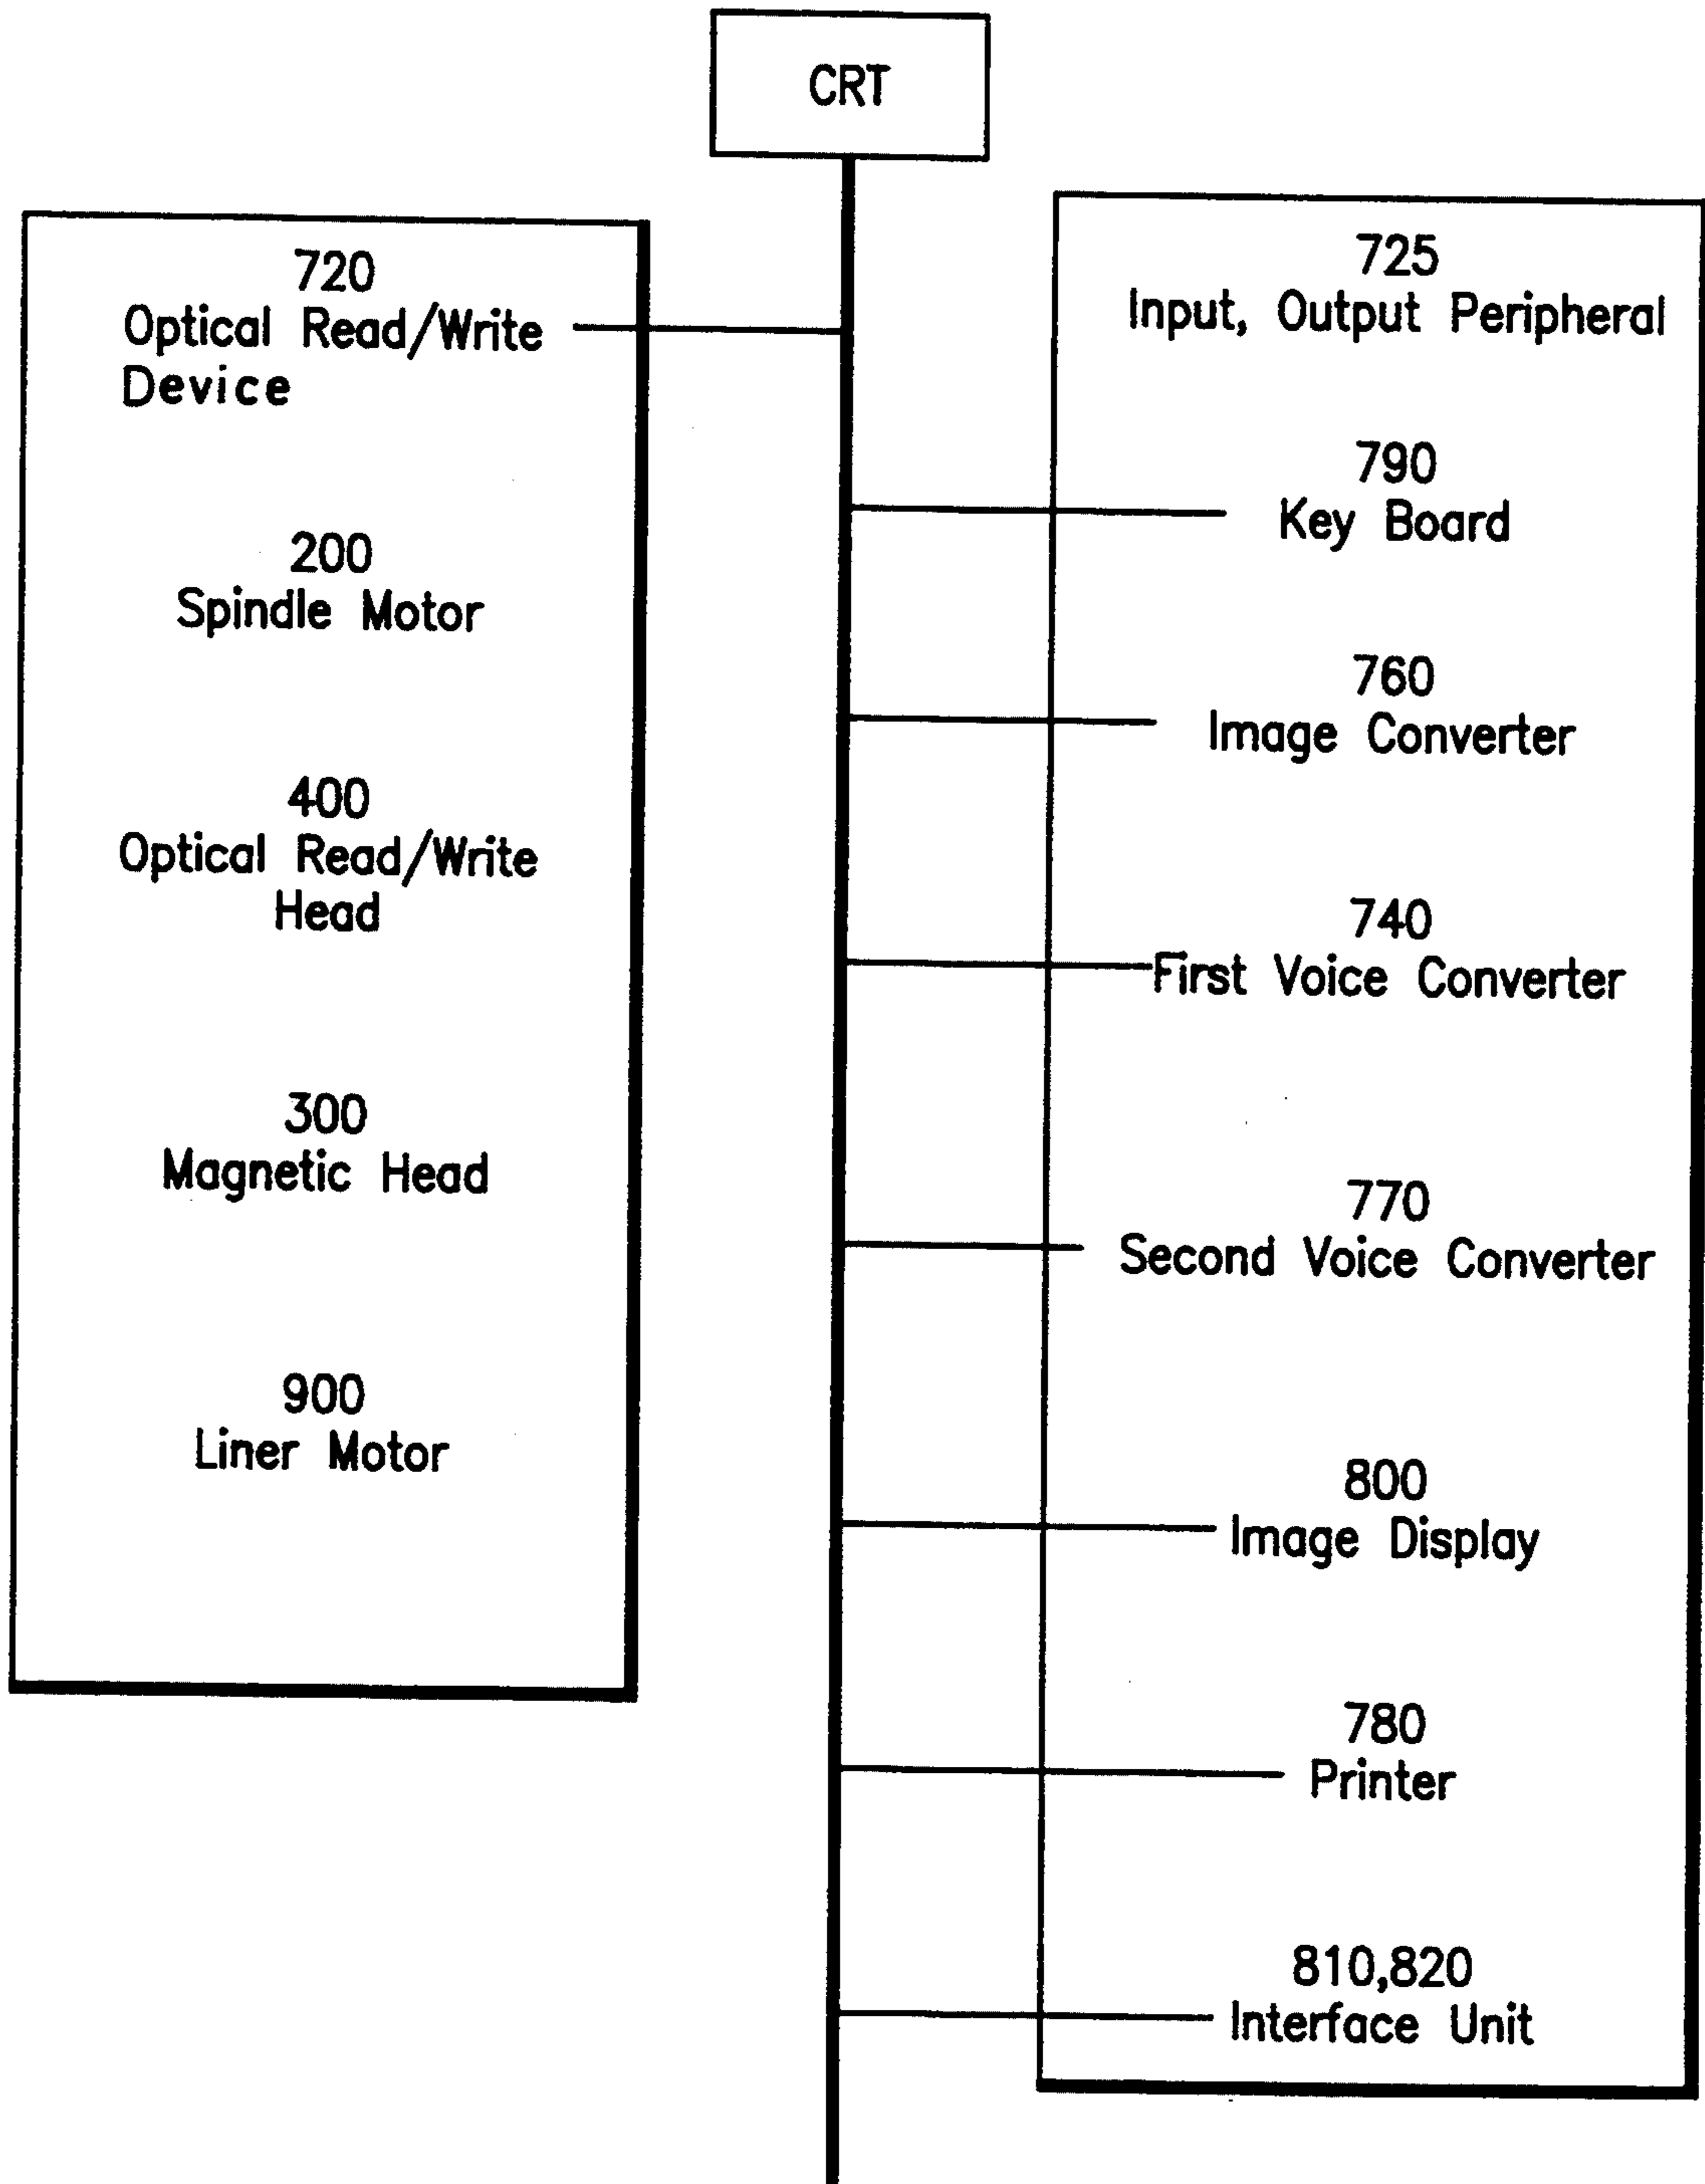 CRT
720
Optical Read/Write
Device
200
Spindle Motor
400
Optical Read/Write
Head
300
Magnetic Head
900
Liner Motor
725
Input, Output Peripheral
790
Key Board
760
Image Converter
740
First Voice Converter
770
Second Voice Converter
800
Image Display
780
Printer
810,820
Interface Unit